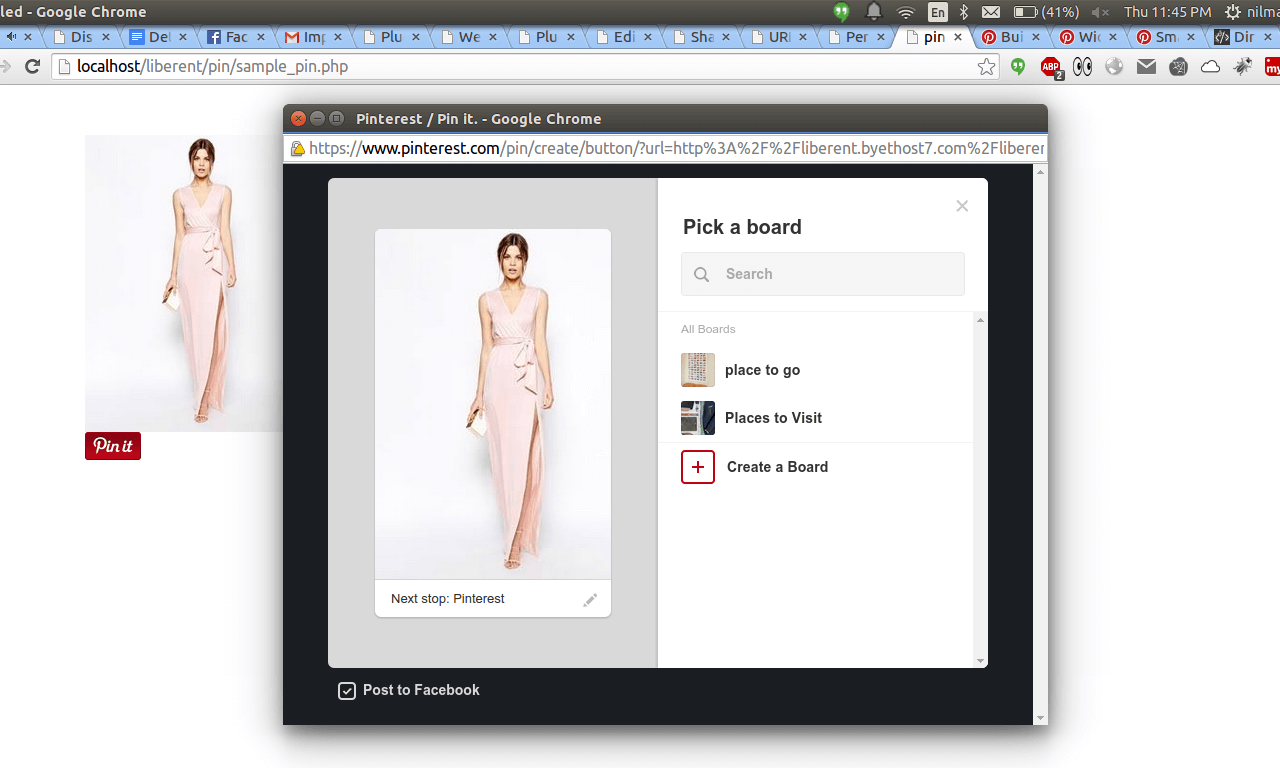 led - Google Chrome
En
(41%)
Thu 11:45 PM
nilma
Dis
Del
Fac
Imp
Plu
We
Plu
Edi
Sha
URI
Per
pin
Bui
Wid
Sm
Dir
localhost/liberent/pin/sample_pin.php
ABP
2
my
Pinterest / Pin it. - Google Chrome
https://www.pinterest.com/pin/create/button/?url=http%3A%2F%2Fliberent.byethost7.com%2Fliberer
Pin it
Pick a board
Search
All Boards
place to go
Places to Visit
Create a Board
Next stop: Pinterest
Post to Facebook